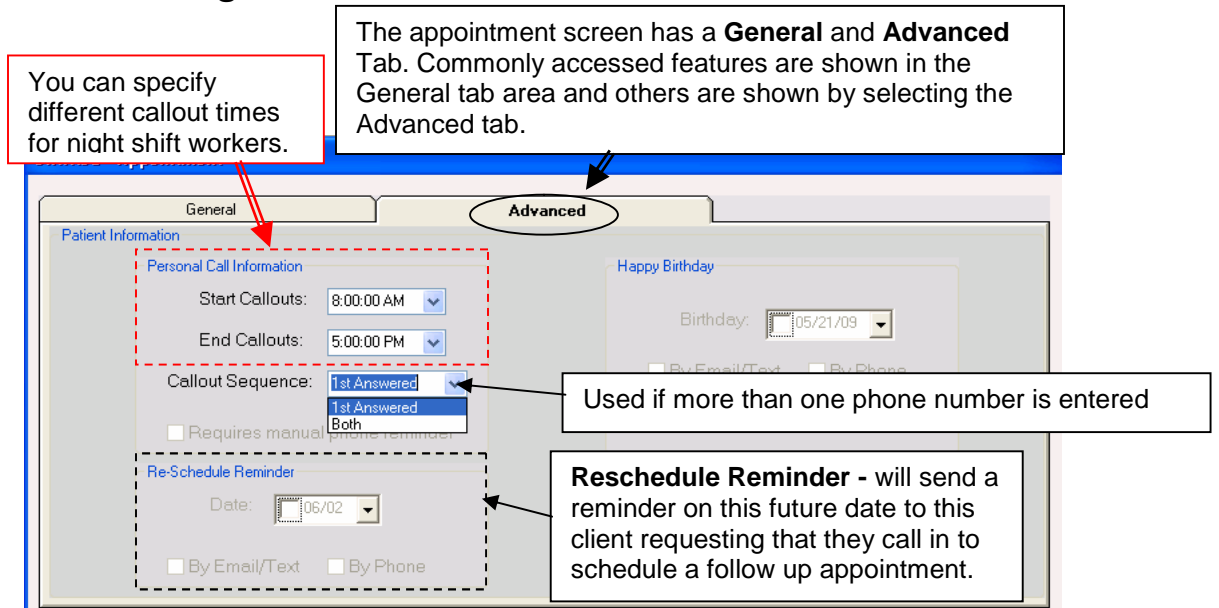 The appointment screen has a General and Advanced
Tab. Commonly accessed features are shown in the
General tab area and others are shown by selecting the
Advanced tab.
You can specify
different callout times
for night shift workers.
General
Advanced
Patient Information
Personal Call Information
Start Callouts: 8:00:00 AM
End Callouts: 5:00:00 PM
Callout Sequence: 1st Answered
1st Answered
Both
Requires manual phone reminder
Happy Birthday
Birthday: 05/21/09
By Email/Text By Phone
Used if more than one phone number is entered
Re-Schedule Reminder
Date: 06/02
By Email/Text By Phone
Reschedule Reminder - will send a
reminder on this future date to this
client requesting that they call in to
schedule a follow up appointment.